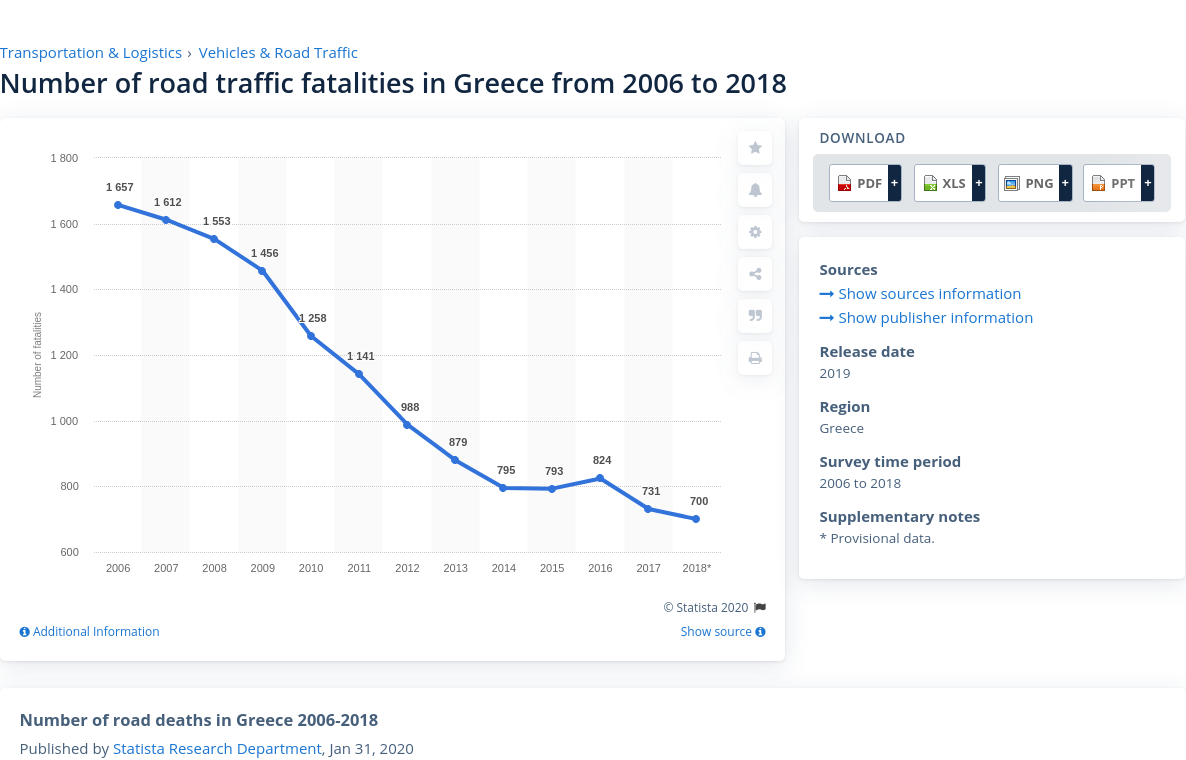 Transportation & Logistics › Vehicles & Road Traffic
Number of road traffic fatalities in Greece from 2006 to 2018
1 800
1 600
1 400
1 200
1 000
800
600
Number of fatalities
1 657
1 612
1 553
1 456
1 258
1 141
988
879
795
793
824
731
700
2006 2007 2008 2009 2010 2011 2012 2013 2014 2015 2016 2017 2018*
© Statista 2020
Additional Information
Show source
DOWNLOAD
PDF + XLS + PNG + PPT +
Sources
Show sources information
Show publisher information
Release date
2019
Region
Greece
Survey time period
2006 to 2018
Supplementary notes
* Provisional data.
Number of road deaths in Greece 2006-2018
Published by Statista Research Department, Jan 31, 2020